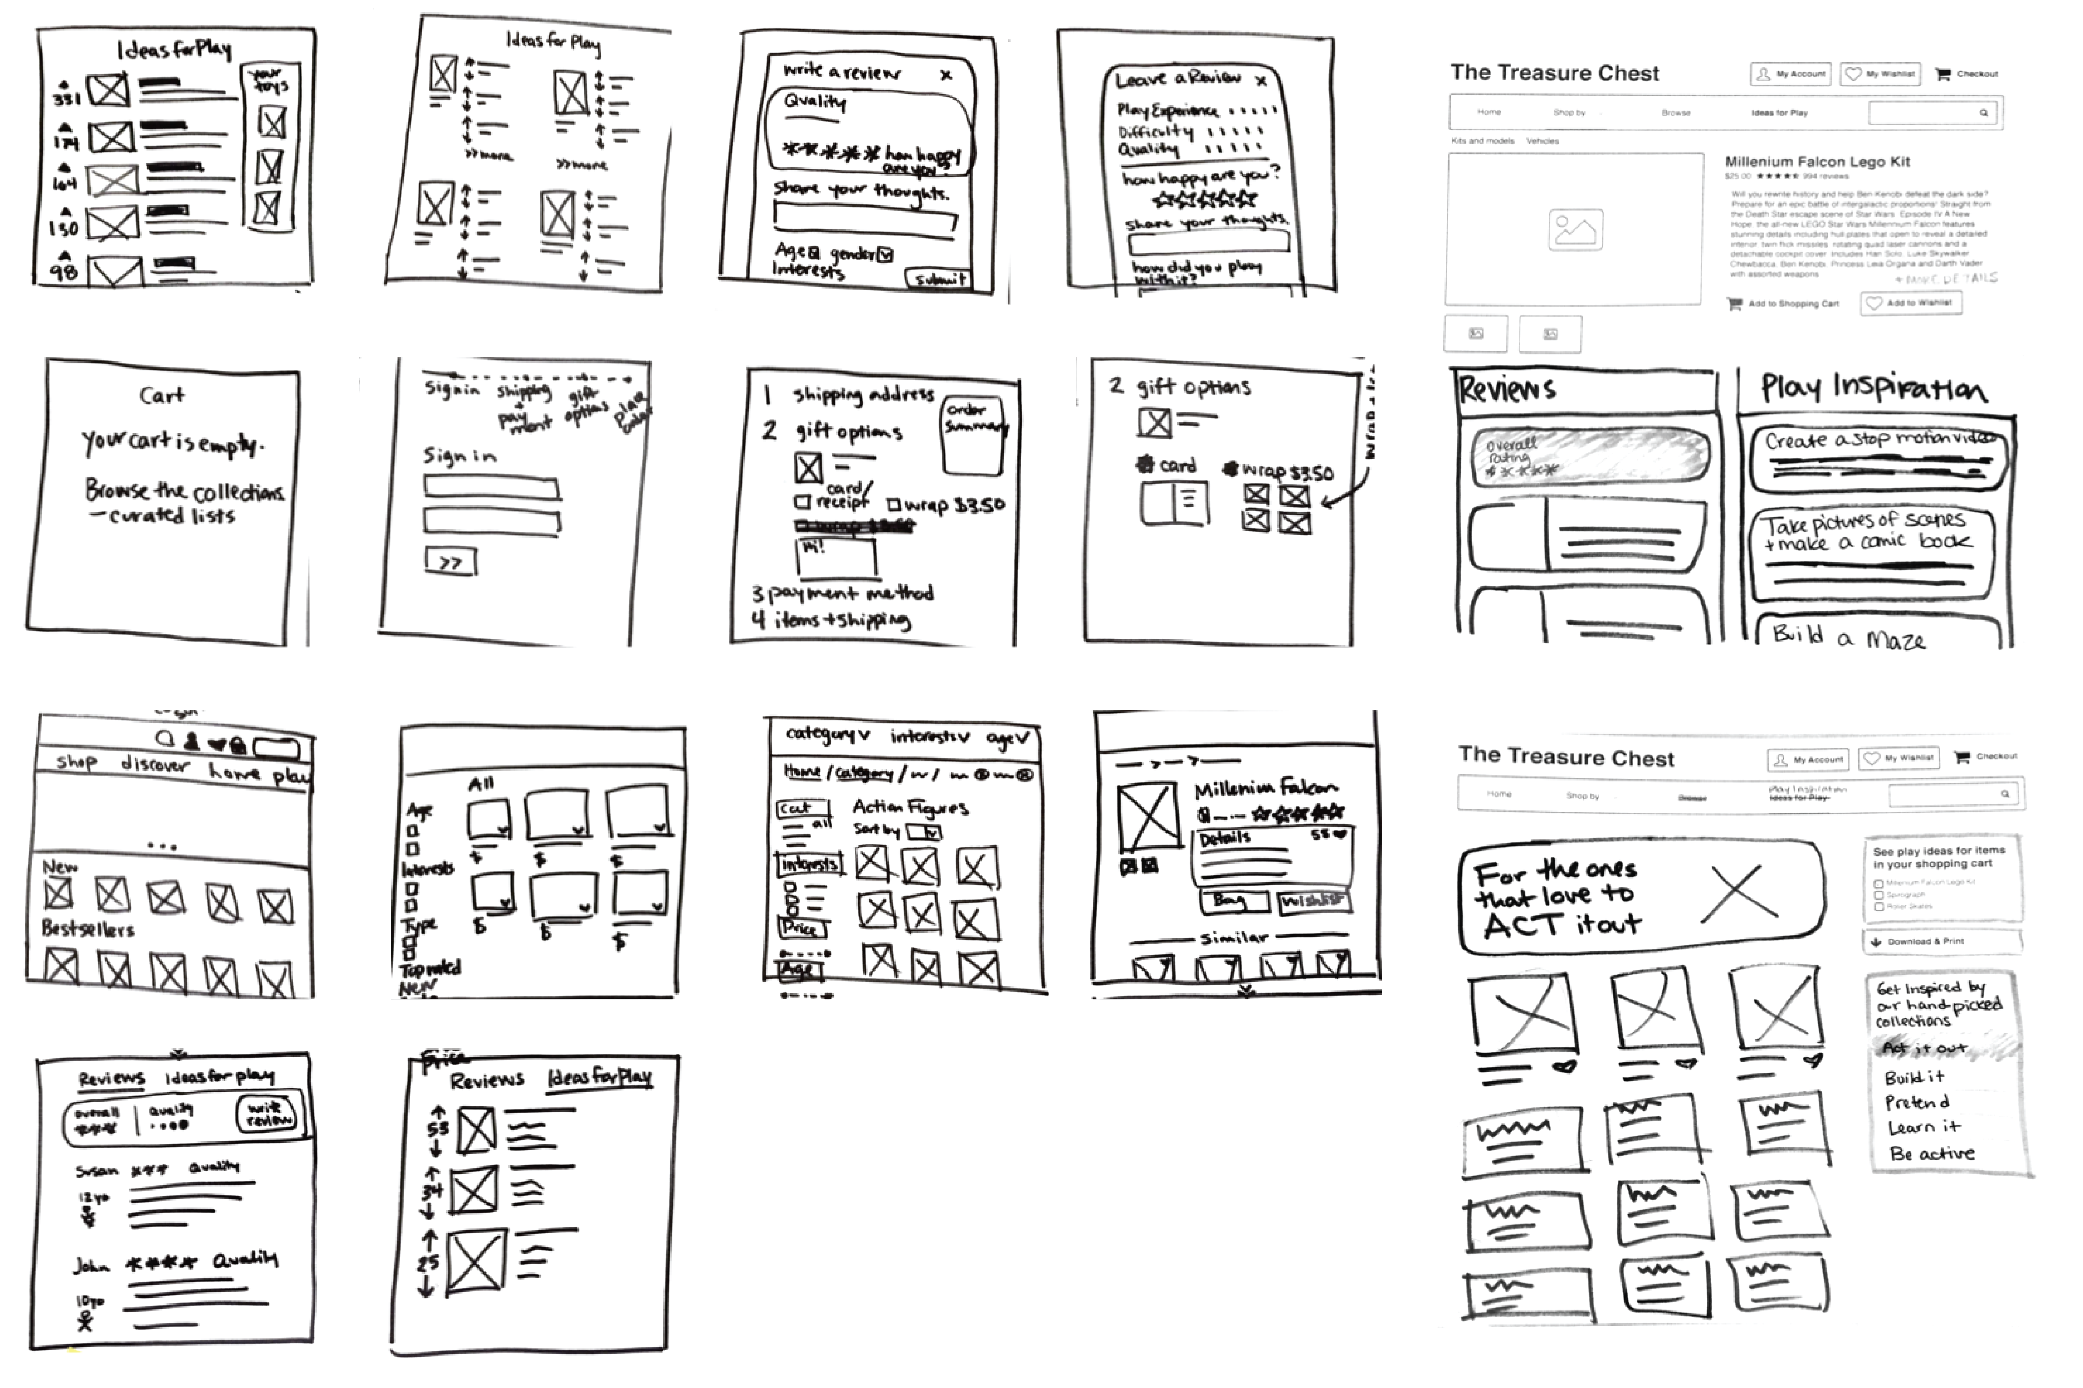 Ideas for Play
your
toys
331
174
164
130
98
Ideas for Play
>> more
>> more
write a review x
Quality
how happy
are you?
Share your thoughts.
Age gender
Interests
Submit
Leave a Review x
Play Experience
Difficulty
Quality
how happy are you?
share your thoughts.
how did you play
with it?
The Treasure Chest
My Account
My Wishlist
Checkout
Home
Shop by
Browse
Ideas for Play
Kits and models Vehicles
Millenium Falcon Lego Kit
$25.00 ★★★★★ 994 reviews
Will you rewrite history and help Ben Kenobi defeat the dark side?
Prepare for an epic battle of intergalactic proportions! Straight from
the Death Star escape scene of Star Wars: Episode IV A New
Hope, the all-new LEGO Star Wars Millennium Falcon features
stunning details including hull plates that open to reveal a detailed
interior, twin flick missiles, rotating quad laser cannons and a
detachable cockpit cover. Includes Han Solo, Luke Skywalker
Chewbacca, Ben Kenobi, Princess Leia Organa and Darth Vader
with assorted weapons
+ MORE DETAILS
Add to Shopping Cart
Add to Wishlist
Reviews
Overall
rating
Play Inspiration
Create a stop motion video
Take pictures of scenes
+ make a comic book
Build a Maze
Cart
Your cart is empty.
Browse the collections
- curated lists
Sign in
shipping
+
payment
gift
options
place
order
Sign in
>>
1 shipping address
order
summary
2 gift options
card/
receipt
wrap $3.50
Hi!
3 payment method
4 items + shipping
2 gift options
card
wrap $3.50
shop discover home play
New
Bestsellers
All
Age
Interests
Type
Top rated
New
$
$
$
$
$
category v interests v age v
Home / Category /
Cat
all
Action Figures
Sort by
Interests
Price
Age
Millenium Falcon
Details 58
Bag
Wishlist
Similar
The Treasure Chest
My Account
My Wishlist
Checkout
Home
Shop by
Browse
Play Inspiration
Ideas for Play
For the ones
that love to
ACT it out
See play ideas for items
in your shopping cart
Millenium Falcon Lego Kit
Spirograph
Roller Skates
Download & Print
Get Inspired by
our hand-picked
collections
Act it out
Build it
Pretend
Learn it
Be active
Reviews Ideas for play
overall
Quality
write
review
Susan *** Quality
12yo
John **** Quality
10yo
Price
Reviews Ideas for Play
53
34
25